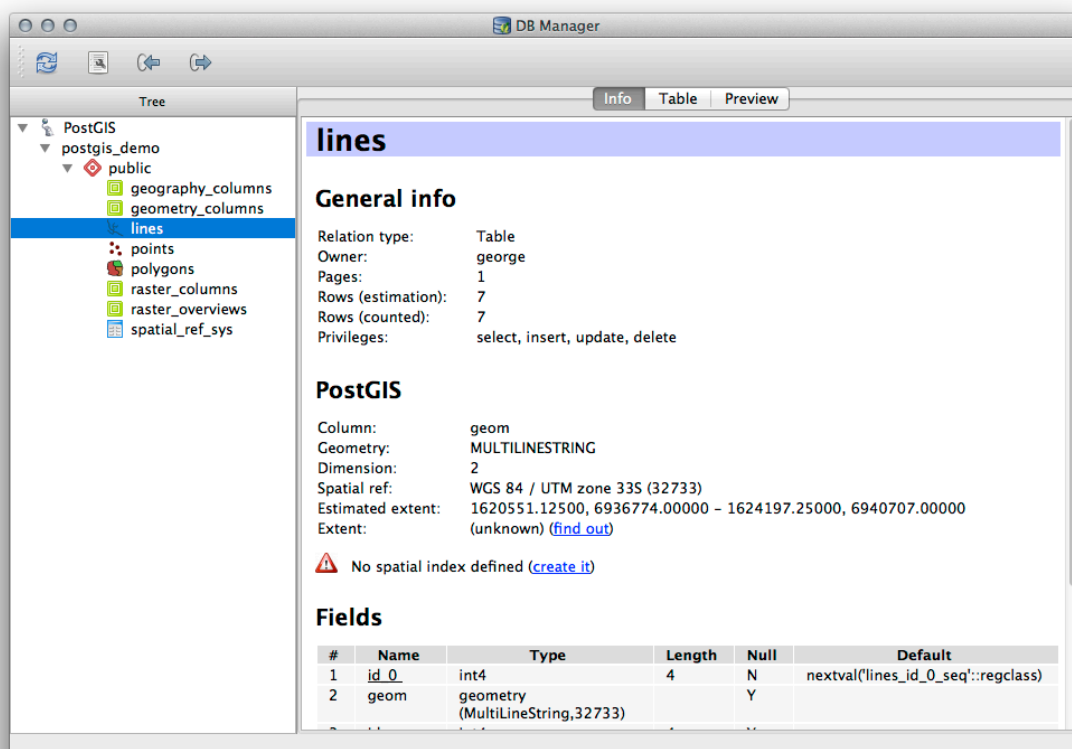 DB Manager
Tree
Info Table Preview
PostGIS
postgis_demo
public
geography_columns
geometry_columns
lines
points
polygons
raster_columns
raster_overviews
spatial_ref_sys
lines
General info
Relation type: Table
Owner: george
Pages: 1
Rows (estimation): 7
Rows (counted): 7
Privileges: select, insert, update, delete
PostGIS
Column: geom
Geometry: MULTILINESTRING
Dimension: 2
Spatial ref: WGS 84 / UTM zone 33S (32733)
Estimated extent: 1620551.12500, 6936774.00000 - 1624197.25000, 6940707.00000
Extent: (unknown) (find out)
No spatial index defined (create it)
Fields
# Name Type Length Null Default
1 id_0 int4 4 N nextval('lines_id_0_seq'::regclass)
2 geom geometry Y
(MultiLineString,32733)